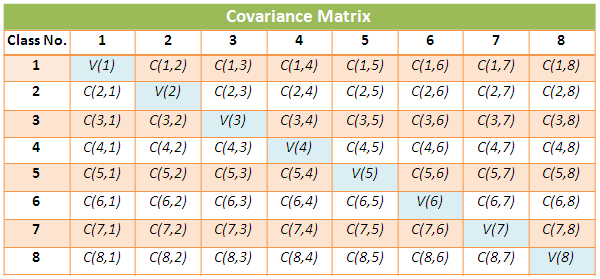 Covariance Matrix
Class No. 1 2 3 4 5 6 7 8
1 V(1) C(1,2) C(1,3) C(1,4) C(1,5) C(1,6) C(1,7) C(1,8)
2 C(2,1) V(2) C(2,3) C(2,4) C(2,5) C(2,6) C(2,7) C(2,8)
3 C(3,1) C(3,2) V(3) C(3,4) C(3,5) C(3,6) C(3,7) C(3,8)
4 C(4,1) C(4,2) C(4,3) V(4) C(4,5) C(4,6) C(4,7) C(4,8)
5 C(5,1) C(5,2) C(5,3) C(5,4) V(5) C(5,6) C(5,7) C(5,8)
6 C(6,1) C(6,2) C(6,3) C(6,4) C(6,5) V(6) C(6,7) C(6,8)
7 C(7,1) C(7,2) C(7,3) C(7,4) C(7,5) C(7,6) V(7) C(7,8)
8 C(8,1) C(8,2) C(8,3) C(8,4) C(8,5) C(8,6) C(8,7) V(8)